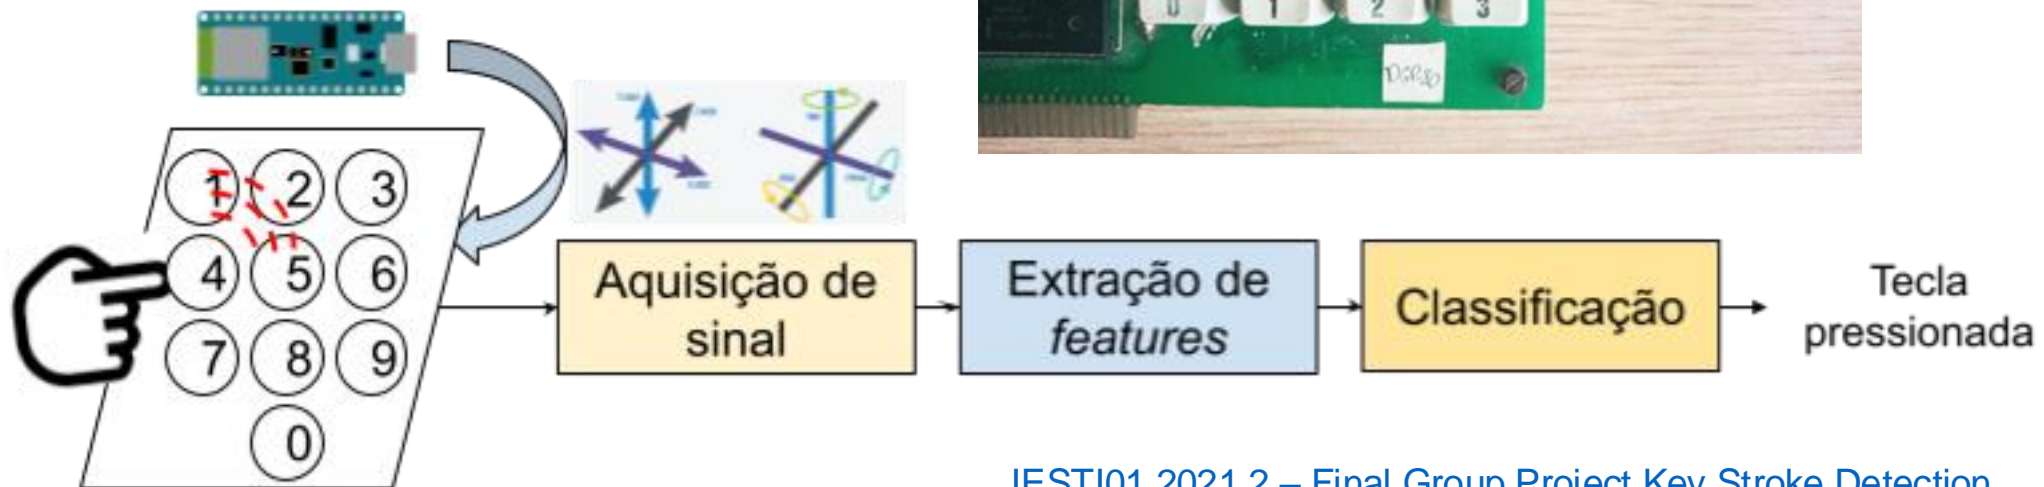 0 1 2 3
1 2 3
4 5 6
7 8 9
0
Aquisição de
sinal
Extração de
features
Classificação
Tecla
pressionada
IESTI01 2021.2 – Final Group Project Key Stroke Detection